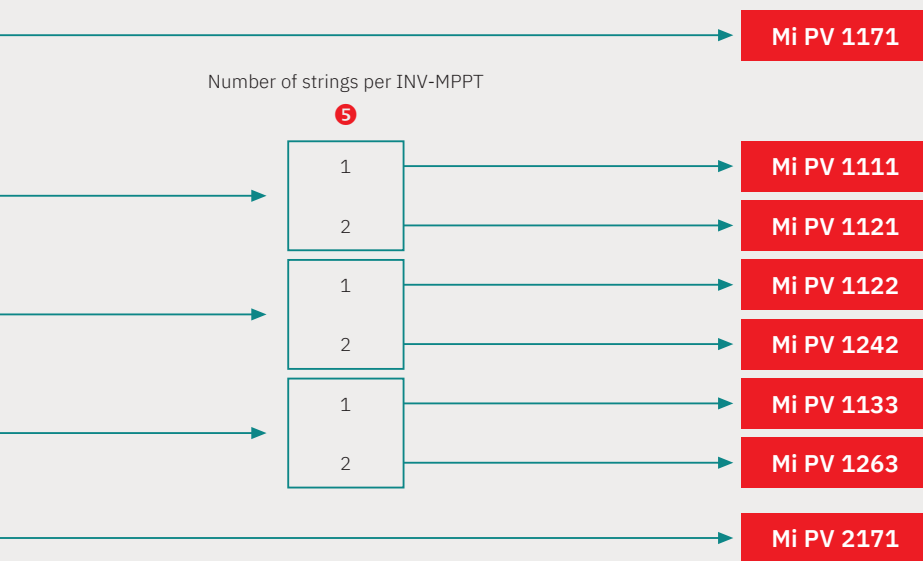 Mi PV 1171
Number of strings per INV-MPPT
5
1
Mi PV 1111
2
Mi PV 1121
1
Mi PV 1122
2
Mi PV 1242
1
Mi PV 1133
2
Mi PV 1263
Mi PV 2171